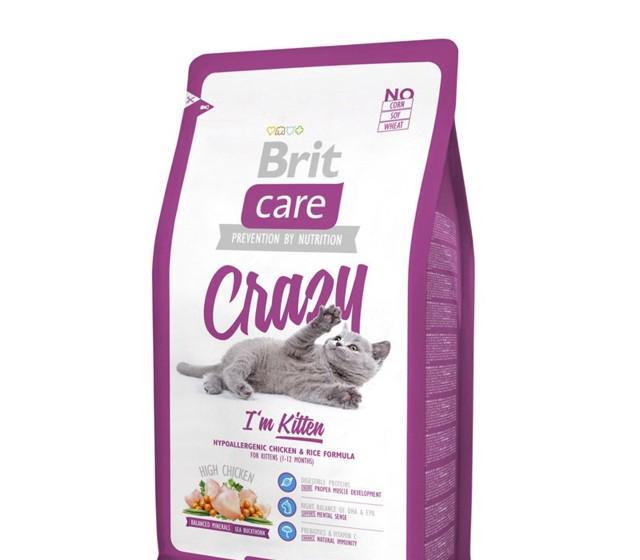 NO
CORN
SOY
WHEAT
Brit
care
PREVENTION BY NUTRITION
Crazy
I'm Kitten
HYPOALLERGENIC CHICKEN & RICE FORMULA
FOR KITTENS (1-12 MONTHS)
HIGH CHICKEN
BALANCED MINERALS | SEA BUCKTHORN
DIGESTIBLE PROTEINS
PROPER MUSCLE DEVELOPMENT
RIGHT BALANCE OF DHA & EPA
SUPPORTS MENTAL SENSE
PREBIOTICS & VITAMIN C
NATURAL IMMUNITY